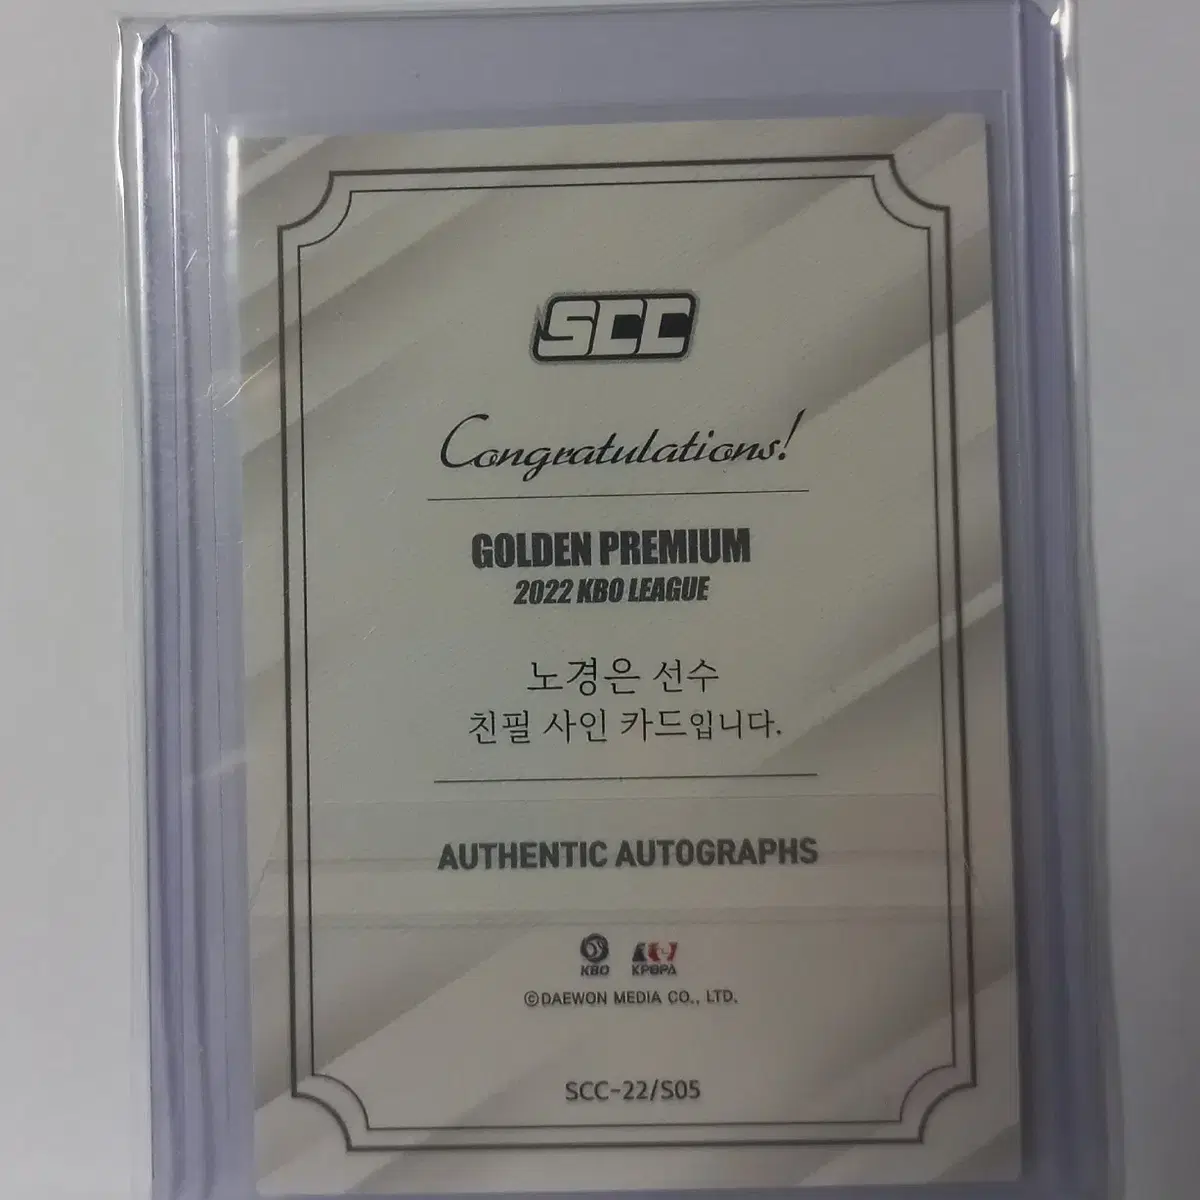 SCC
Congratulations!
GOLDEN PREMIUM
2022 KBO LEAGUE
노경은 선수
친필 사인 카드입니다.
AUTHENTIC AUTOGRAPHS
KBO KPBPA
©DAEWON MEDIA CO., LTD.
SCC-22/S05